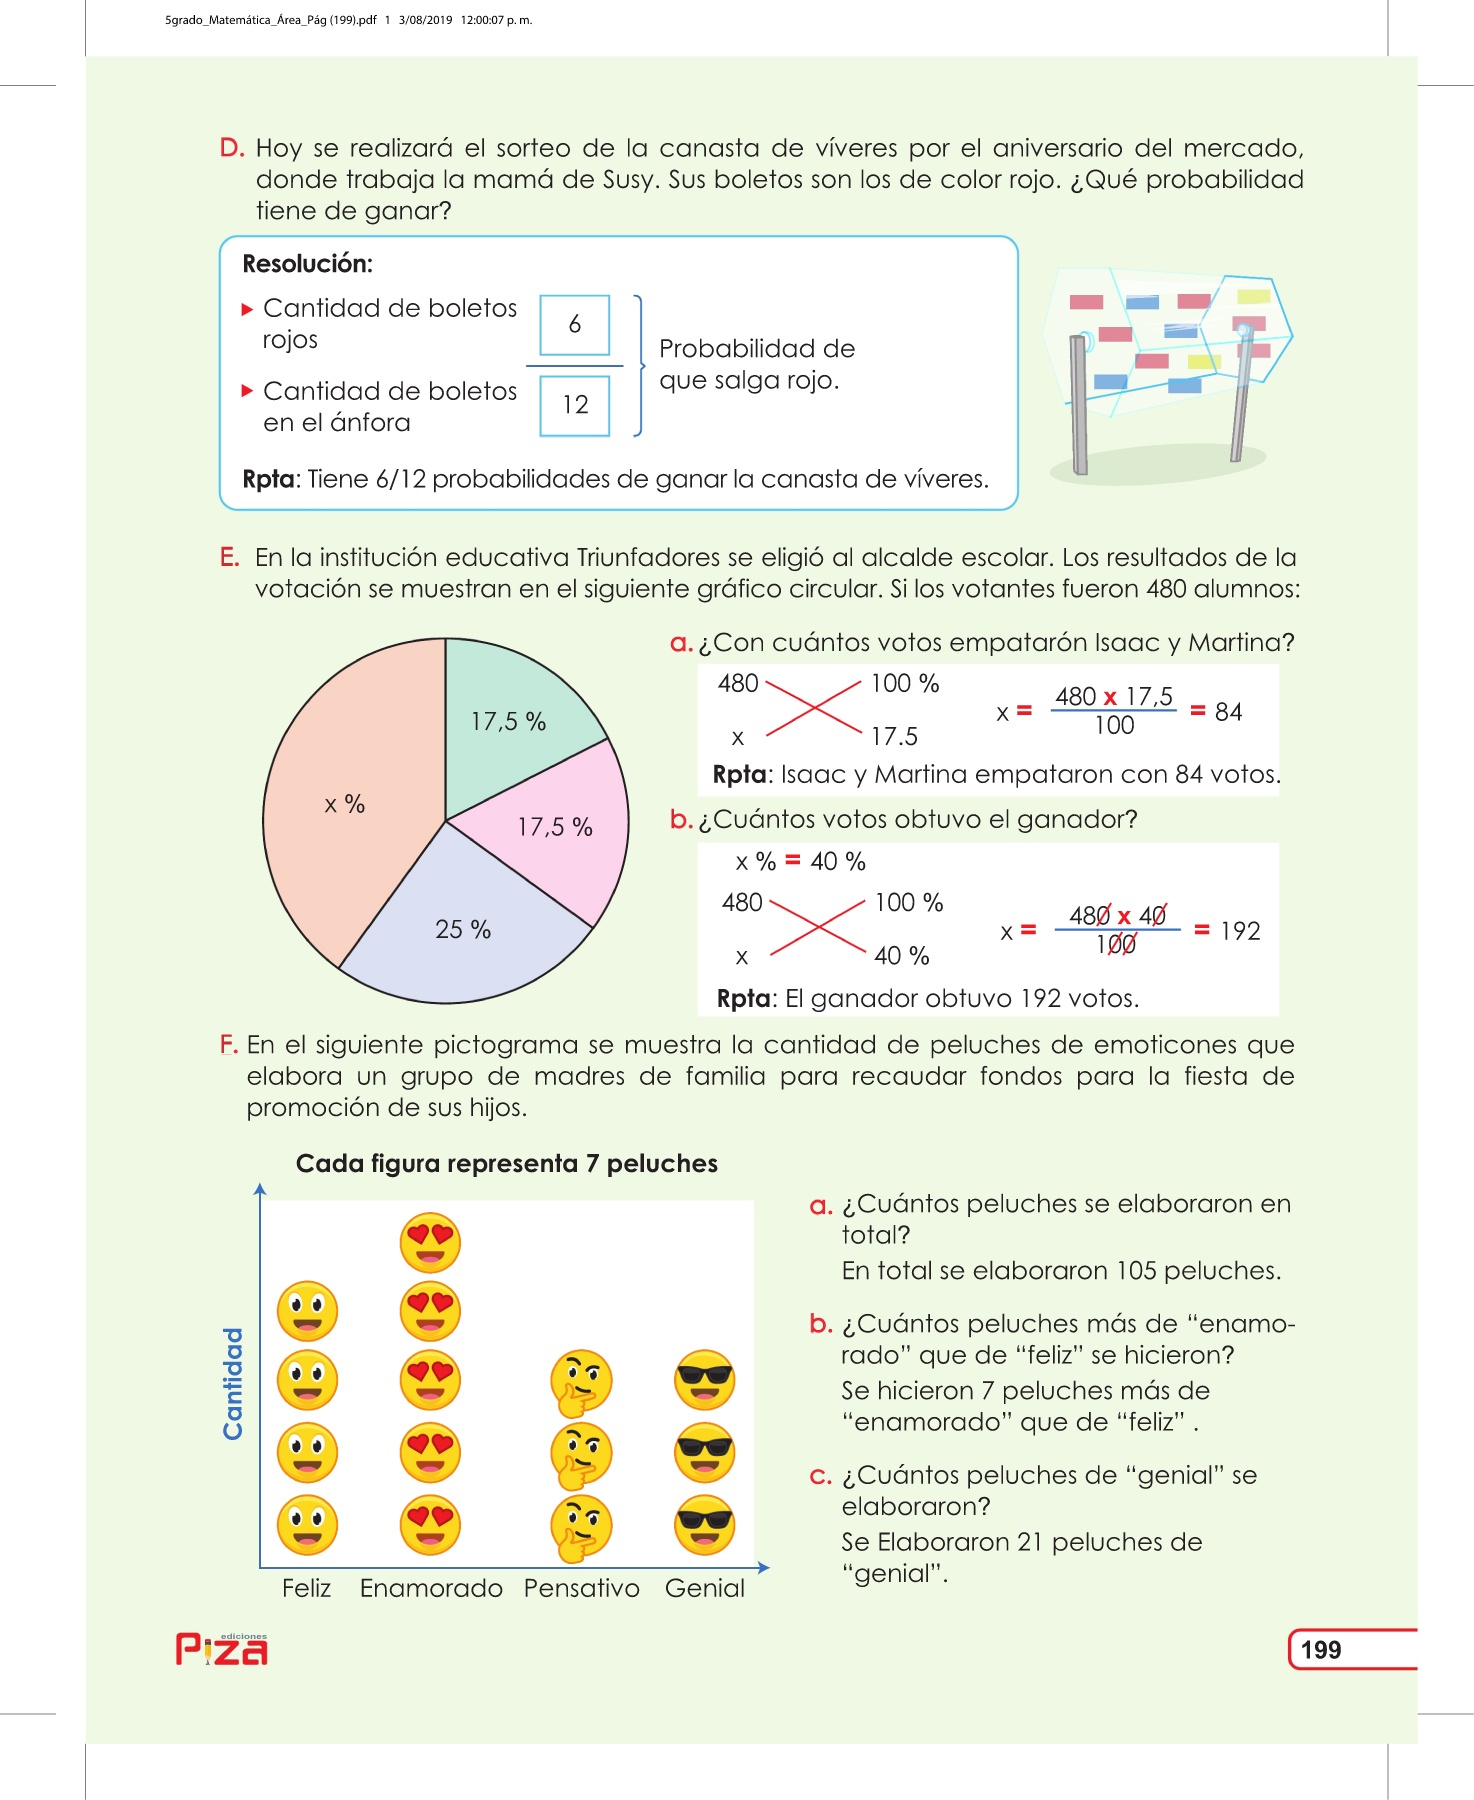 5grado_Matemática_Área_Pág (199).pdf 1 3/08/2019 12:00:07 p. m.
D. Hoy se realizará el sorteo de la canasta de víveres por el aniversario del mercado,
donde trabaja la mamá de Susy. Sus boletos son los de color rojo. ¿Qué probabilidad
tiene de ganar?
Resolución:
Cantidad de boletos
rojos
6
Cantidad de boletos
en el ánfora
12
Probabilidad de
que salga rojo.
Rpta: Tiene 6/12 probabilidades de ganar la canasta de víveres.
E. En la institución educativa Triunfadores se eligió al alcalde escolar. Los resultados de la
votación se muestran en el siguiente gráfico circular. Si los votantes fueron 480 alumnos:
17,5 %
x %
17,5 %
25 %
a. ¿Con cuántos votos empatarón Isaac y Martina?
480 100 %
x 17.5
x = 480 x 17,5 / 100 = 84
Rpta: Isaac y Martina empataron con 84 votos.
b. ¿Cuántos votos obtuvo el ganador?
x % = 40 %
480 100 %
x 40 %
x = 480 x 40 / 100 = 192
Rpta: El ganador obtuvo 192 votos.
F. En el siguiente pictograma se muestra la cantidad de peluches de emoticones que
elabora un grupo de madres de familia para recaudar fondos para la fiesta de
promoción de sus hijos.
Cada figura representa 7 peluches
Cantidad
Feliz Enamorado Pensativo Genial
a. ¿Cuántos peluches se elaboraron en
total?
En total se elaboraron 105 peluches.
b. ¿Cuántos peluches más de “enamo-
rado” que de “feliz” se hicieron?
Se hicieron 7 peluches más de
“enamorado” que de “feliz” .
c. ¿Cuántos peluches de “genial” se
elaboraron?
Se Elaboraron 21 peluches de
“genial”.
ediciones
Piza
199